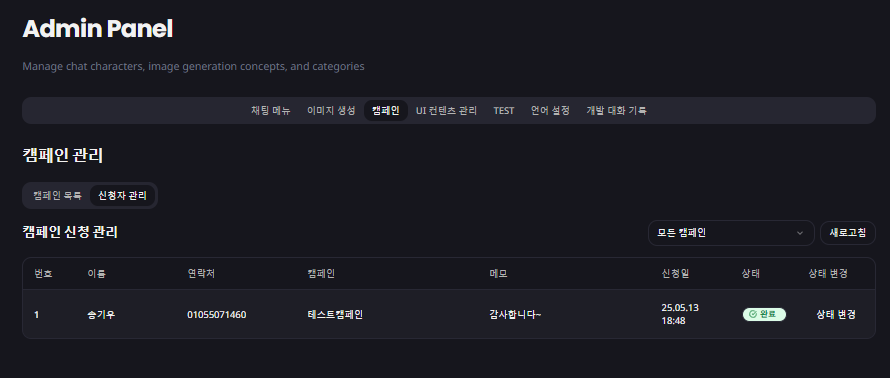 Admin Panel
Manage chat characters, image generation concepts, and categories
채팅 메뉴 이미지 생성 캠페인 UI 컨텐츠 관리 TEST 언어 설정 개발 대화 기록
캠페인 관리
캠페인 목록 신청자 관리
캠페인 신청 관리 모든 캠페인 새로고침
번호 이름 연락처 캠페인 메모 신청일 상태 상태 변경
1 송기우 01055071460 테스트캠페인 감사합니다~ 25.05.13 18:48 완료 상태 변경